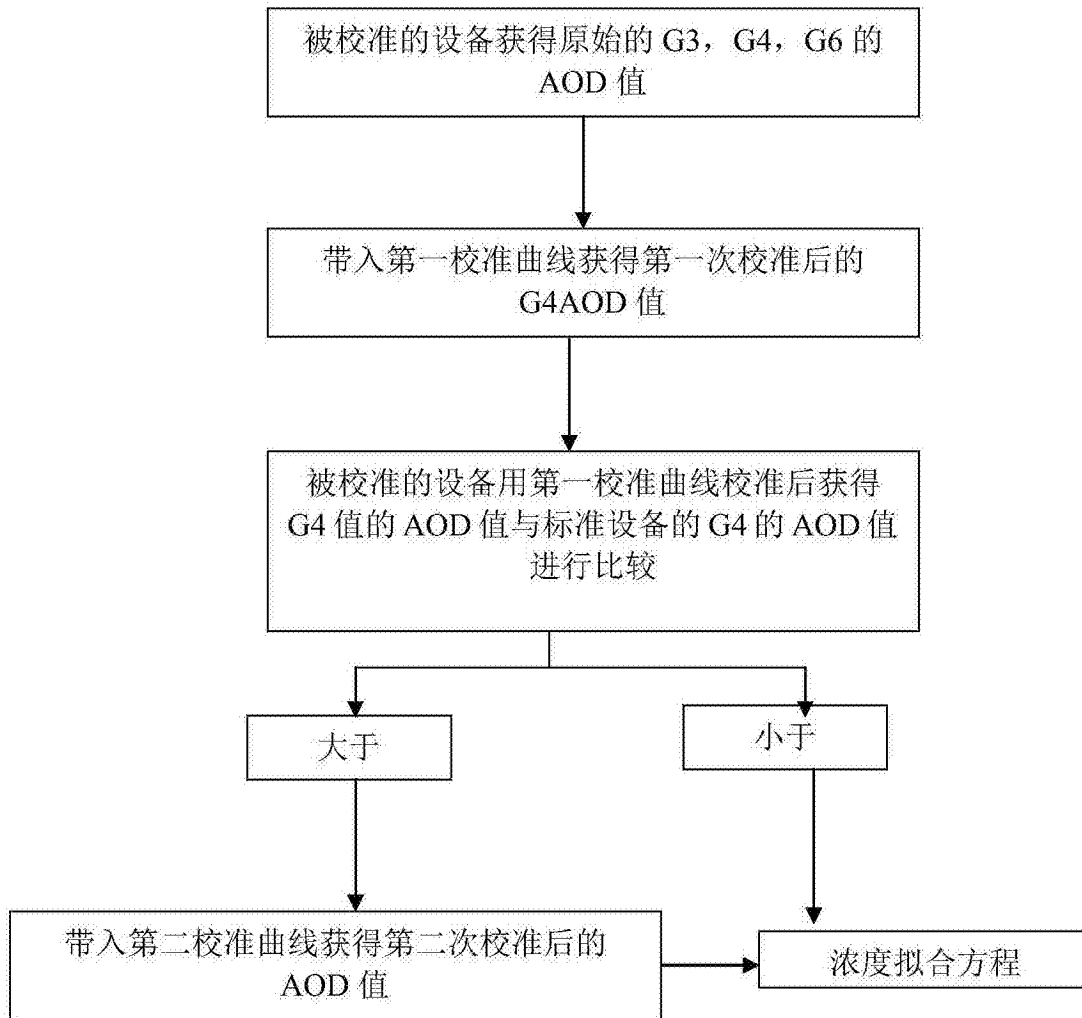 被校准的设备获得原始的 G3，G4，G6 的
AOD 值
带入第一校准曲线获得第一次校准后的
G4AOD 值
被校准的设备用第一校准曲线校准后获得
G4 值的 AOD 值与标准设备的 G4 的 AOD 值
进行比较
大于
小于
带入第二校准曲线获得第二次校准后的
AOD 值
浓度拟合方程